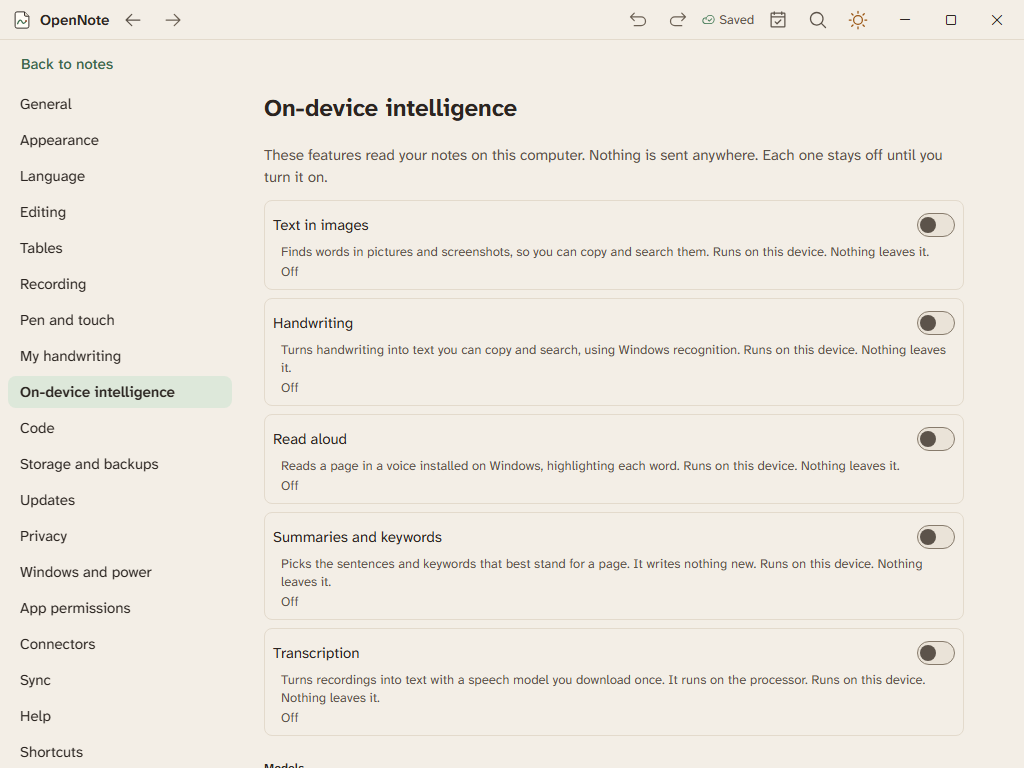 OpenNote
Saved
Back to notes
General
Appearance
Language
Editing
Tables
Recording
Pen and touch
My handwriting
On-device intelligence
Code
Storage and backups
Updates
Privacy
Windows and power
App permissions
Connectors
Sync
Help
Shortcuts
On-device intelligence
These features read your notes on this computer. Nothing is sent anywhere. Each one stays off until you
turn it on.
Text in images
Finds words in pictures and screenshots, so you can copy and search them. Runs on this device. Nothing leaves it.
Off
Handwriting
Turns handwriting into text you can copy and search, using Windows recognition. Runs on this device. Nothing leaves
it.
Off
Read aloud
Reads a page in a voice installed on Windows, highlighting each word. Runs on this device. Nothing leaves it.
Off
Summaries and keywords
Picks the sentences and keywords that best stand for a page. It writes nothing new. Runs on this device. Nothing
leaves it.
Off
Transcription
Turns recordings into text with a speech model you download once. It runs on the processor. Runs on this device.
Nothing leaves it.
Off
Models